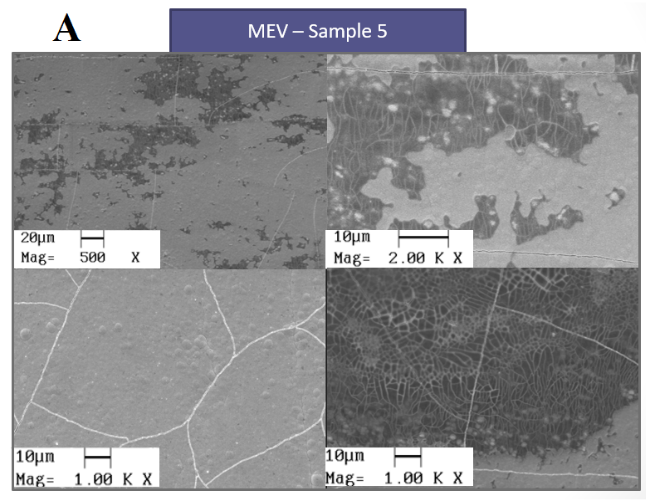 A
MEV – Sample 5
20µm
Mag= 500 X
10µm
Mag= 2.00 K X
10µm
Mag= 1.00 K X
10µm
Mag= 1.00 K X